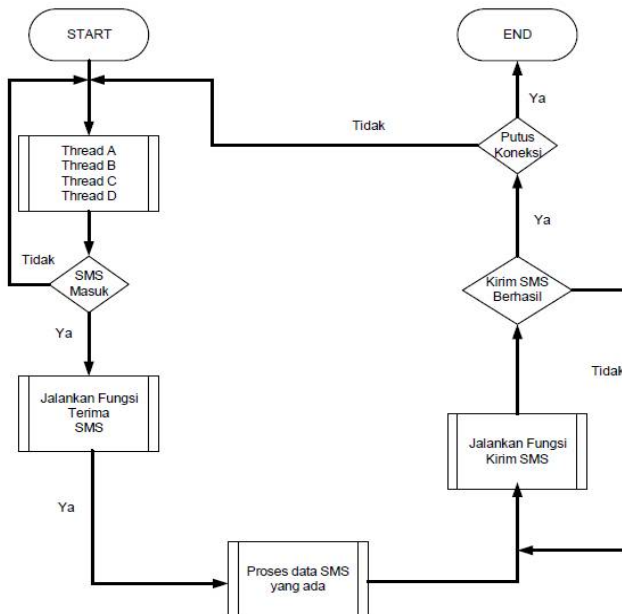 START
Thread A
Thread B
Thread C
Thread D
Tidak
SMS
Masuk
Ya
Jalankan Fungsi
Terima
SMS
Ya
Proses data SMS
yang ada
Jalankan Fungsi
Kirim SMS
Tidak
Kirim SMS
Berhasil
Ya
Putus
Koneksi
Tidak
Ya
END